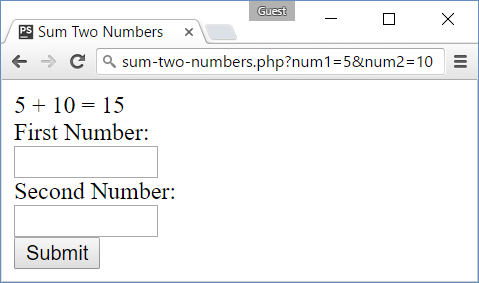 Guest
PS Sum Two Numbers
sum-two-numbers.php?num1=5&num2=10
5 + 10 = 15
First Number:
Second Number:
Submit